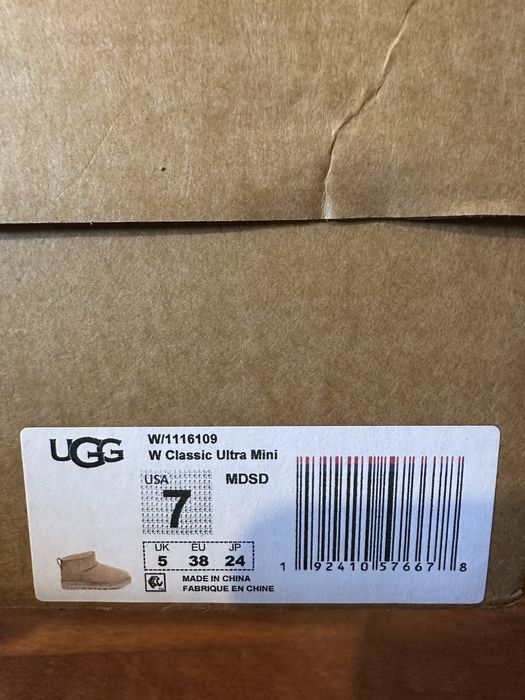 UGG
W/1116109
W Classic Ultra Mini
USA
7
MDSD
UK EU JP
5 38 24
MADE IN CHINA
FABRIQUE EN CHINE
1 92410 57667 8